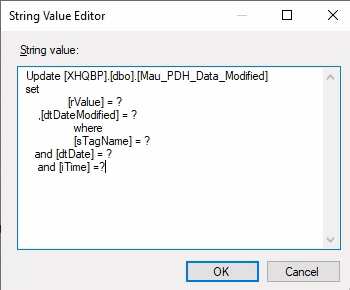 String Value Editor
String value:
Update [XHQBP].[dbo].[Mau_PDH_Data_Modified]
set
[rValue] = ?
,[dtDateModified] = ?
where
[sTagName] = ?
and [dtDate] = ?
and [iTime] =?
OK
Cancel